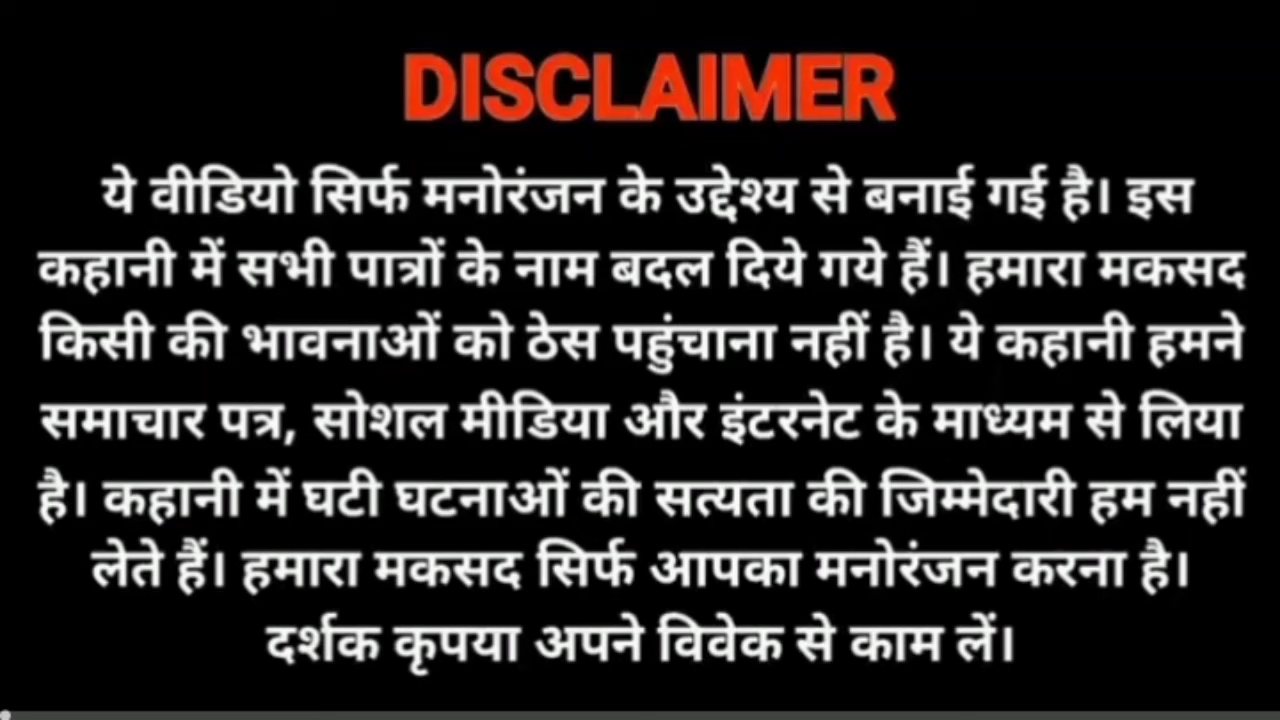 DISCLAIMER
ये वीडियो सिर्फ मनोरंजन के उद्देश्य से बनाई गई है। इस
कहानी में सभी पात्रों के नाम बदल दिये गये हैं। हमारा मकसद
किसी की भावनाओं को ठेस पहुंचाना नहीं है। ये कहानी हमने
समाचार पत्र, सोशल मीडिया और इंटरनेट के माध्यम से लिया
है। कहानी में घटी घटनाओं की सत्यता की जिम्मेदारी हम नहीं
लेते हैं। हमारा मकसद सिर्फ आपका मनोरंजन करना है।
दर्शक कृपया अपने विवेक से काम लें।